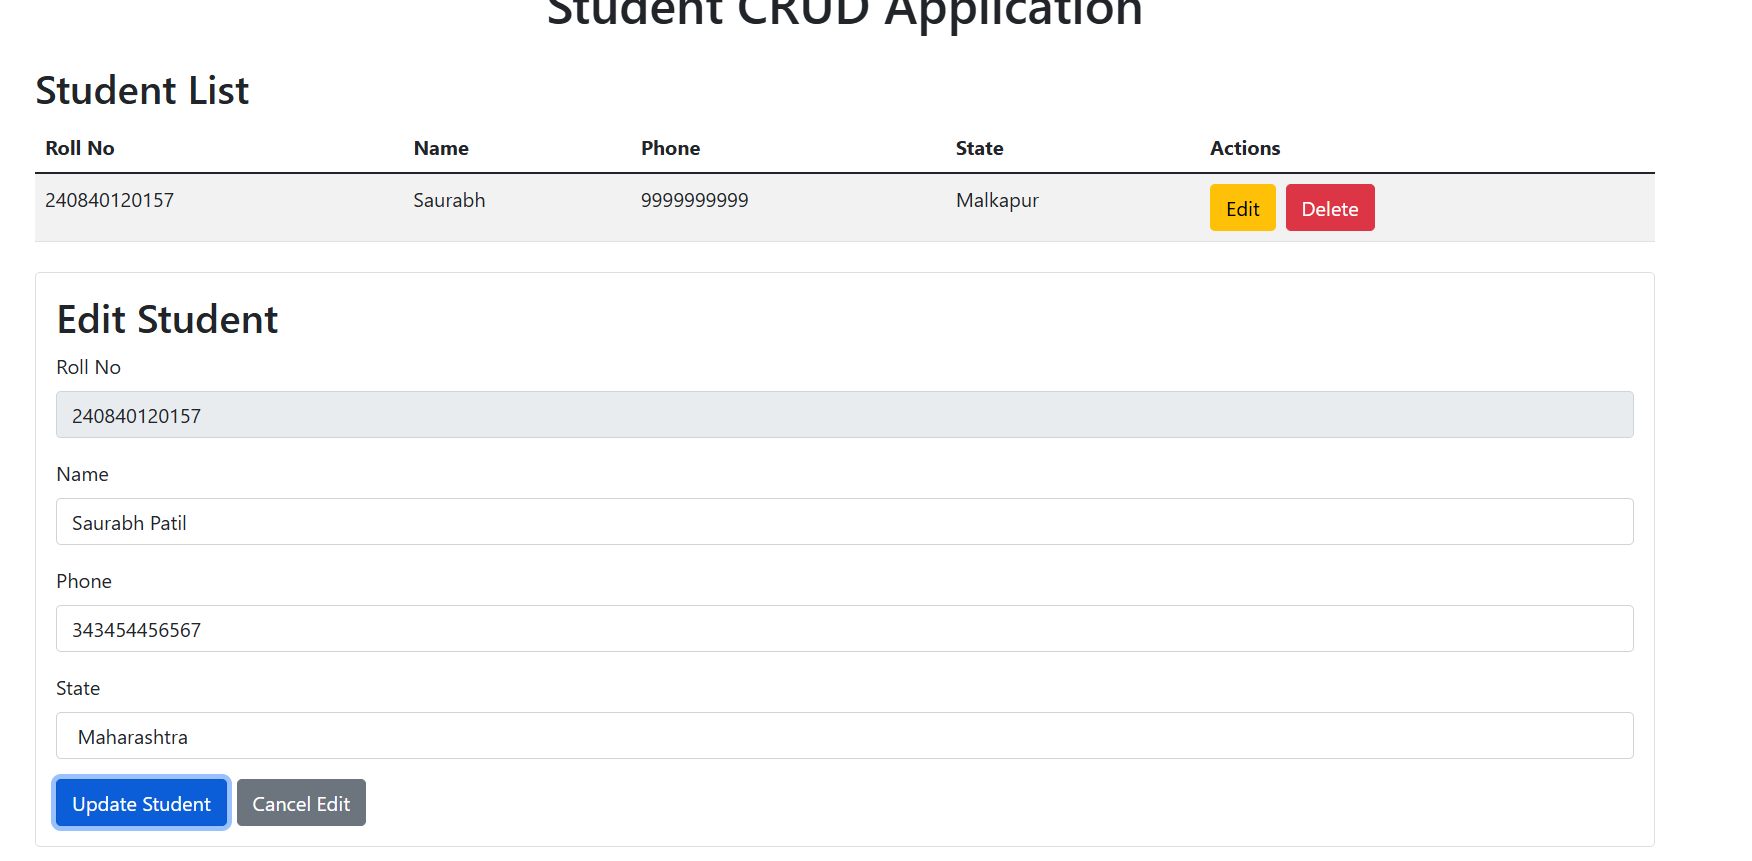 Student CRUD Application
Student List
Roll No Name Phone State Actions
240840120157 Saurabh 9999999999 Malkapur Edit Delete
Edit Student
Roll No
240840120157
Name
Saurabh Patil
Phone
343454456567
State
Maharashtra
Update Student Cancel Edit